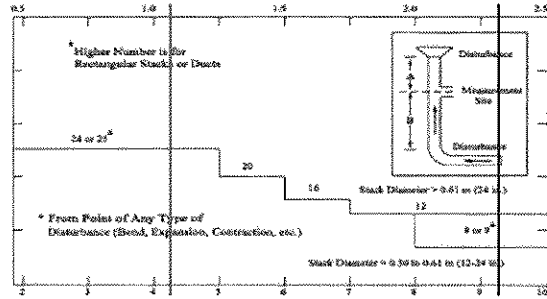 0.5 1.0 1.5 2.0 2.5
* Higher Number is for
Rectangular Stacks or Ducts
Disturbance
A
Measurement
Site
B
Disturbance
24 or 25*
20
16
Stack Diameter > 0.61 m (24 in.)
12
8 or 9*
* From Point of Any Type of
Disturbance (Bend, Expansion, Contraction, etc.)
Stack Diameter = 0.30 to 0.61 m (12-24 in.)
2 3 4 5 6 7 8 9 10